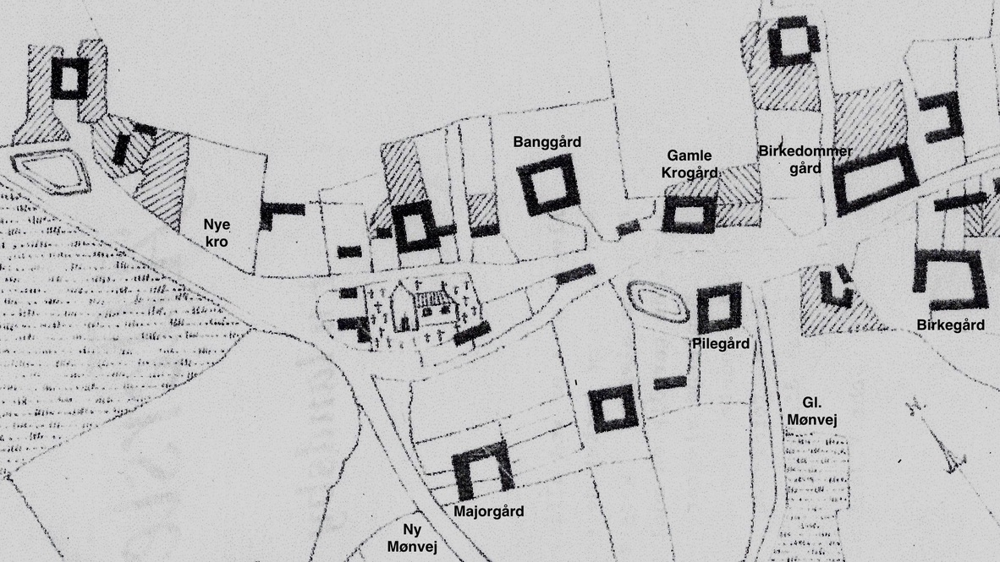 Banggård
Gamle
Krogård
Birkedommer
gård
Nye
kro
Birkegård
Pilegård
Gl.
Mønvej
Majorgård
Ny
Mønvej